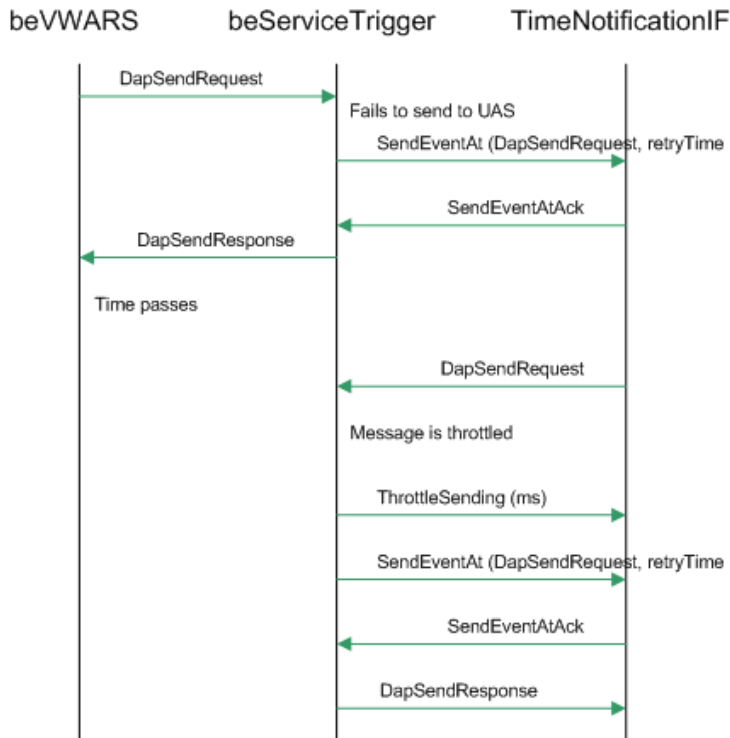 beVWARS beServiceTrigger TimeNotificationIF
DapSendRequest
Fails to send to UAS
SendEventAt (DapSendRequest, retryTime
SendEventAtAck
DapSendResponse
Time passes
DapSendRequest
Message is throttled
ThrottleSending (ms)
SendEventAt (DapSendRequest, retryTime
SendEventAtAck
DapSendResponse